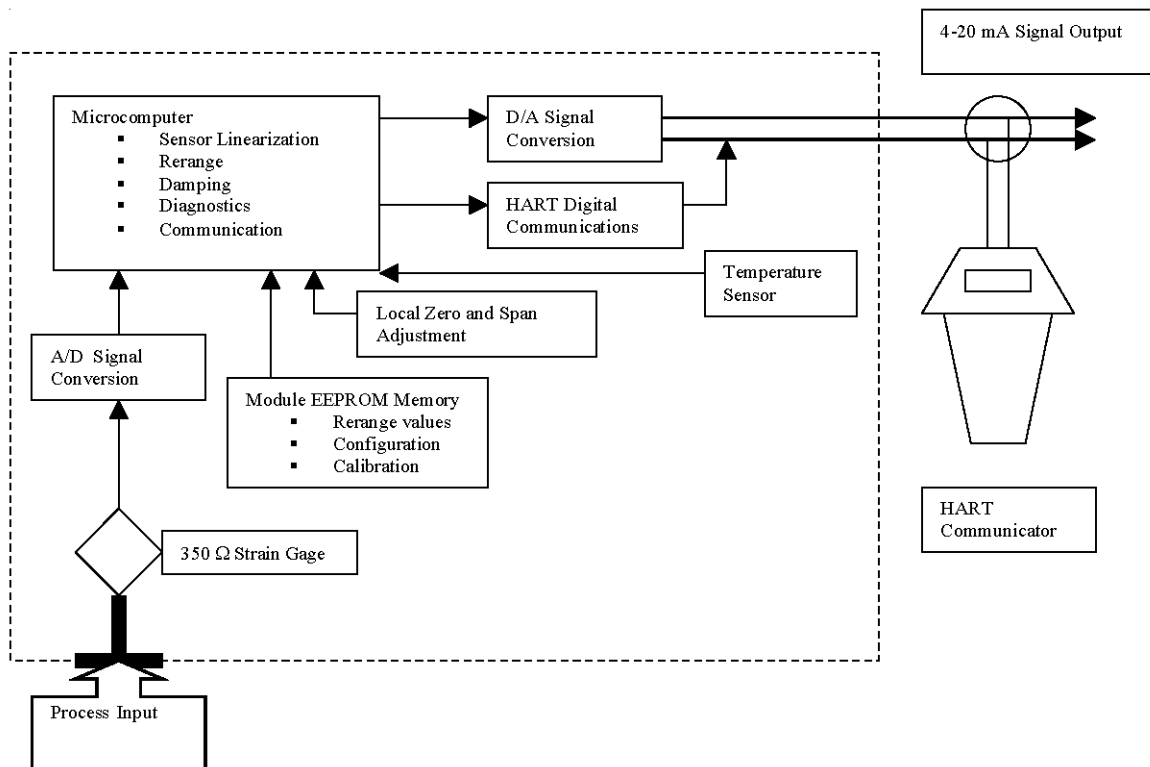 4-20 mA Signal Output
Microcomputer
▪ Sensor Linearization
▪ Rerange
▪ Damping
▪ Diagnostics
▪ Communication
D/A Signal
Conversion
HART Digital
Communications
Temperature
Sensor
Local Zero and Span
Adjustment
A/D Signal
Conversion
Module EEPROM Memory
▪ Rerange values
▪ Configuration
▪ Calibration
350 Ω Strain Gage
HART
Communicator
Process Input